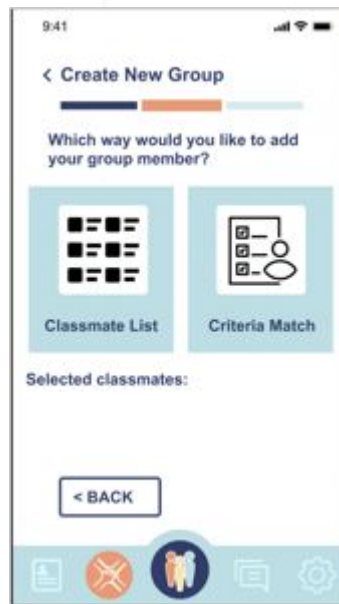 9:41
< Create New Group
Which way would you like to add
your group member?
Classmate List
Criteria Match
Selected classmates:
< BACK